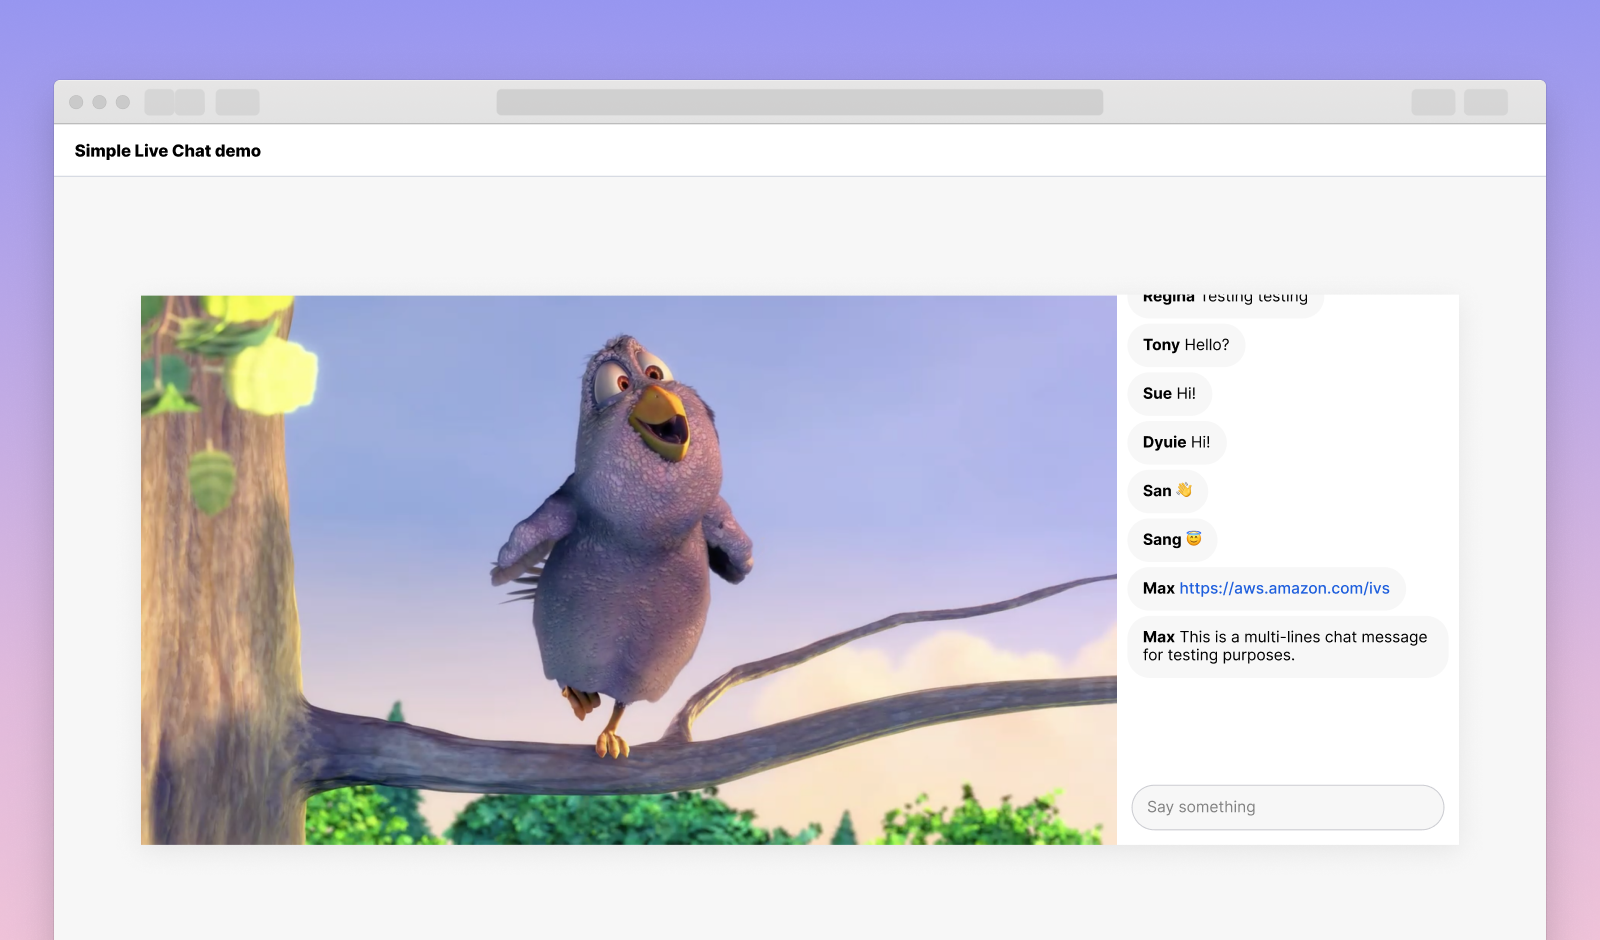 Simple Live Chat demo
Regina Testing testing
Tony Hello?
Sue Hi!
Dyuie Hi!
San 👋
Sang 😇
Max https://aws.amazon.com/ivs
Max This is a multi-lines chat message
for testing purposes.
Say something